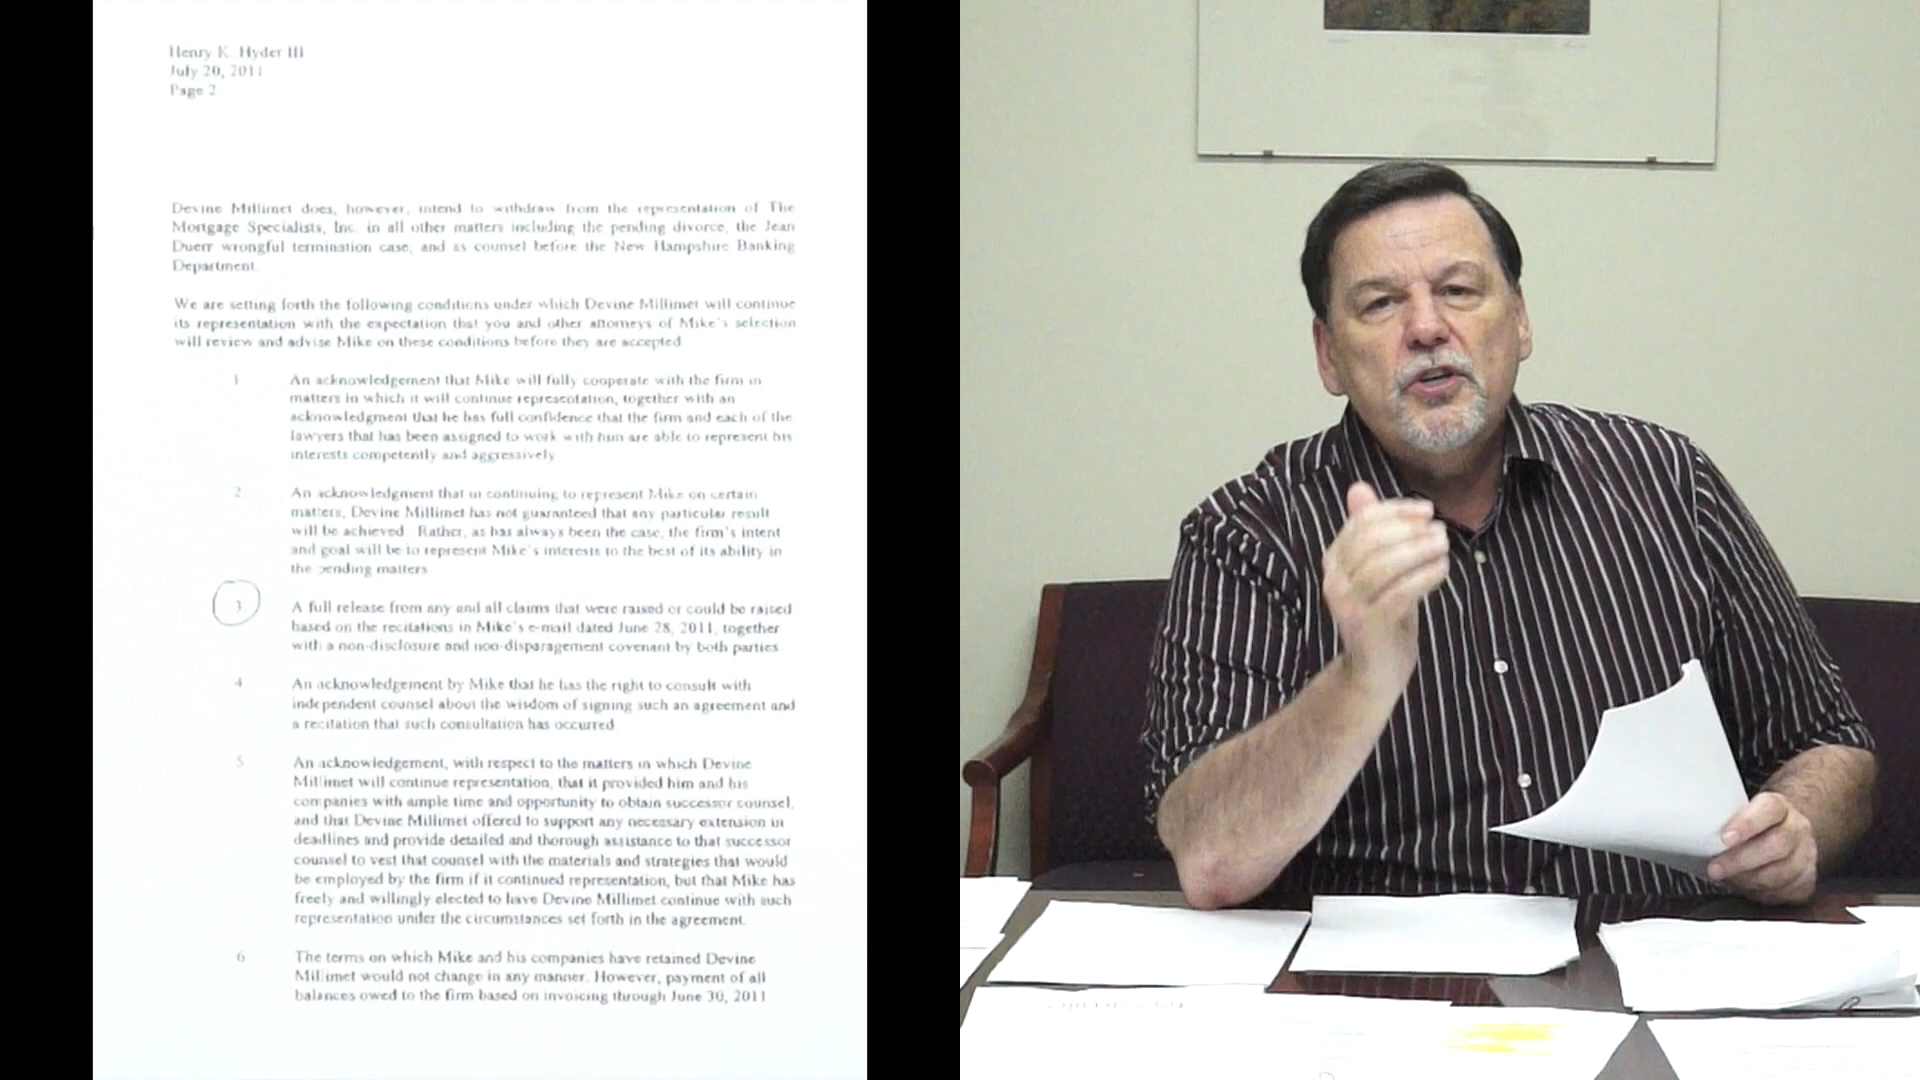 Henry K. Hyder III
July 20, 2011
Page 2
Devine Millimet does, however, intend to withdraw from the representation of The
Mortgage Specialists, Inc. in all other matters including the pending divorce, the Jean
Duerr wrongful termination case, and as counsel before the New Hampshire Banking
Department.
We are setting forth the following conditions under which Devine Millimet will continue
its representation with the expectation that you and other attorneys of Mike's selection
will review and advise Mike on these conditions before they are accepted
1 An acknowledgement that Mike will fully cooperate with the firm in
matters in which it will continue representation, together with an
acknowledgment that he has full confidence that the firm and each of the
lawyers that has been assigned to work with him are able to represent his
interests competently and aggressively
2. An acknowledgment that in continuing to represent Mike on certain
matters, Devine Millimet has not guaranteed that any particular result
will be achieved Rather, as has always been the case, the firm's intent
and goal will be to represent Mike's interests to the best of its ability in
the pending matters
3. A full release from any and all claims that were raised or could be raised
based on the recitations in Mike's e-mail dated June 28, 2011, together
with a non-disclosure and non-disparagement covenant by both parties.
4 An acknowledgement by Mike that he has the right to consult with
independent counsel about the wisdom of signing such an agreement and
a recitation that such consultation has occurred
5. An acknowledgement, with respect to the matters in which Devine
Millimet will continue representation, that it provided him and his
companies with ample time and opportunity to obtain successor counsel,
and that Devine Millimet offered to support any necessary extension in
deadlines and provide detailed and thorough assistance to that successor
counsel to vest that counsel with the materials and strategies that would
be employed by the firm if it continued representation, but that Mike has
freely and willingly elected to have Devine Millimet continue with such
representation under the circumstances set forth in the agreement.
6 The terms on which Mike and his companies have retained Devine
Millimet would not change in any manner. However, payment of all
balances owed to the firm based on invoicing through June 30, 2011